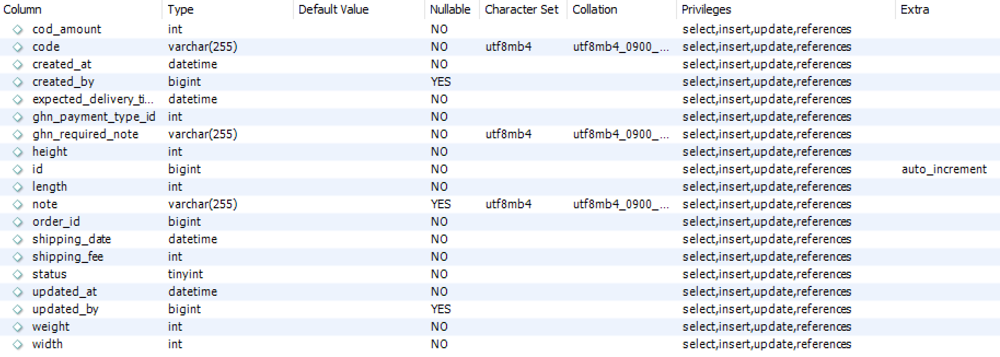 Column Type Default Value Nullable Character Set Collation Privileges Extra
cod_amount int NO select,insert,update,references
code varchar(255) NO utf8mb4 utf8mb4_0900_... select,insert,update,references
created_at datetime NO select,insert,update,references
created_by bigint YES select,insert,update,references
expected_delivery_ti... datetime NO select,insert,update,references
ghn_payment_type_id int NO select,insert,update,references
ghn_required_note varchar(255) NO utf8mb4 utf8mb4_0900_... select,insert,update,references
height int NO select,insert,update,references
id bigint NO select,insert,update,references auto_increment
length int NO select,insert,update,references
note varchar(255) YES utf8mb4 utf8mb4_0900_... select,insert,update,references
order_id bigint NO select,insert,update,references
shipping_date datetime NO select,insert,update,references
shipping_fee int NO select,insert,update,references
status tinyint NO select,insert,update,references
updated_at datetime NO select,insert,update,references
updated_by bigint YES select,insert,update,references
weight int NO select,insert,update,references
width int NO select,insert,update,references